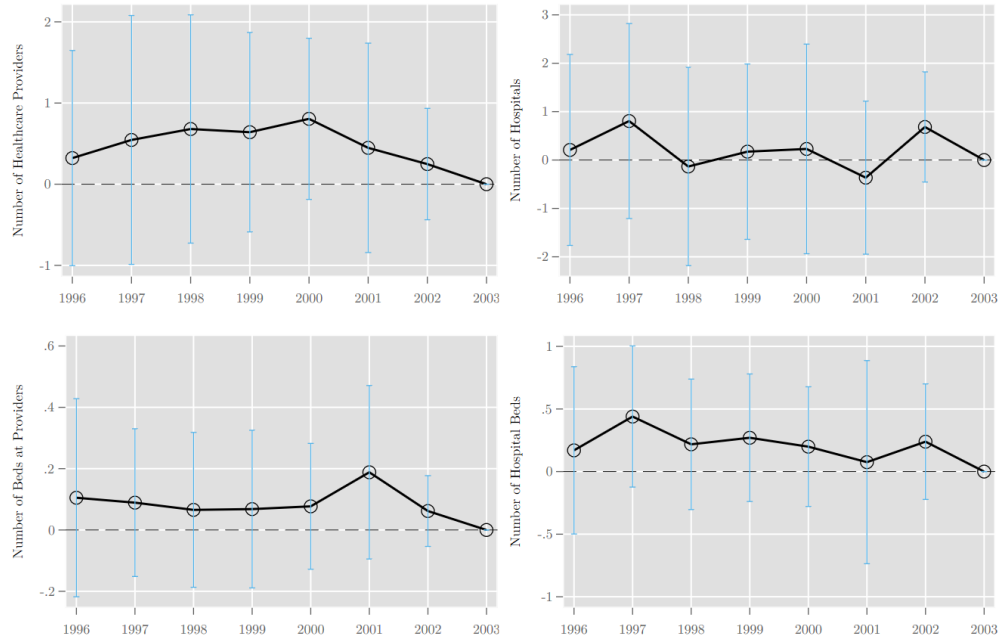 Number of Healthcare Providers
2
1
0
-1
1996 1997 1998 1999 2000 2001 2002 2003
Number of Hospitals
3
2
1
0
-1
-2
1996 1997 1998 1999 2000 2001 2002 2003
Number of Beds at Providers
.6
.4
.2
0
-.2
1996 1997 1998 1999 2000 2001 2002 2003
Number of Hospital Beds
1
.5
0
-.5
-1
1996 1997 1998 1999 2000 2001 2002 2003